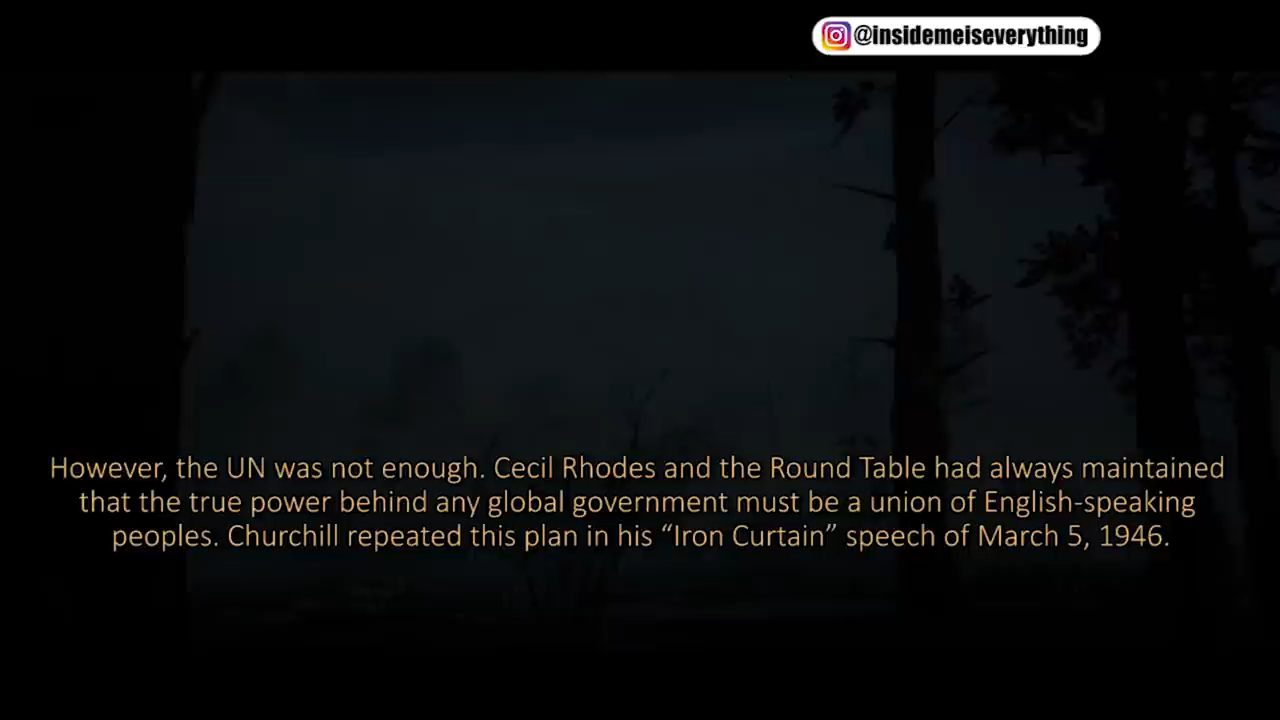 @insidemeiseverything
However, the UN was not enough. Cecil Rhodes and the Round Table had always maintained
that the true power behind any global government must be a union of English-speaking
peoples. Churchill repeated this plan in his “Iron Curtain” speech of March 5, 1946.